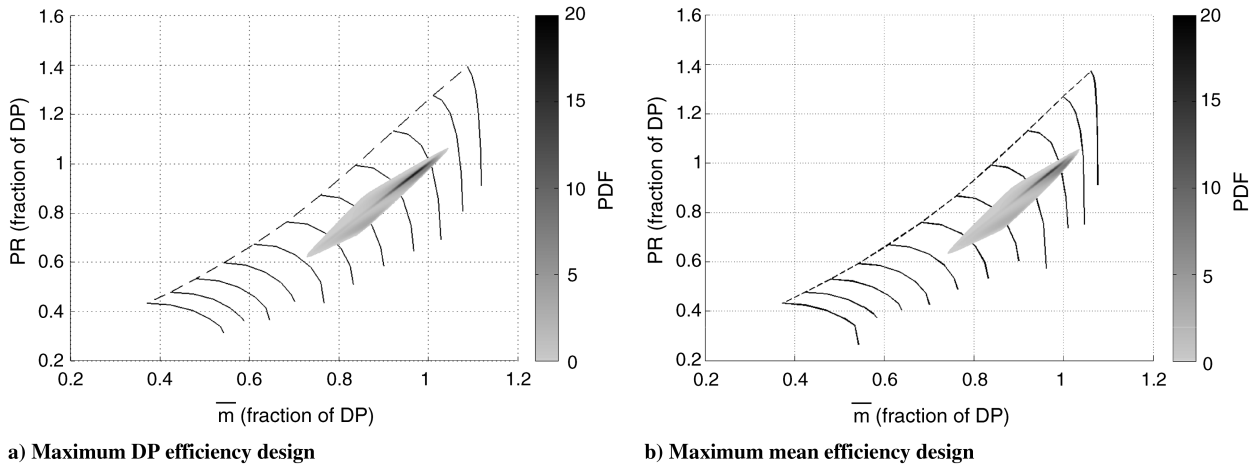 1.6
1.4
1.2
1
0.8
0.6
0.4
0.2
PR (fraction of DP)
0.2 0.4 0.6 0.8 1 1.2
m (fraction of DP)
20
15
10
5
0
PDF
a) Maximum DP efficiency design
1.6
1.4
1.2
1
0.8
0.6
0.4
0.2
PR (fraction of DP)
0.2 0.4 0.6 0.8 1 1.2
m (fraction of DP)
20
15
10
5
0
PDF
b) Maximum mean efficiency design